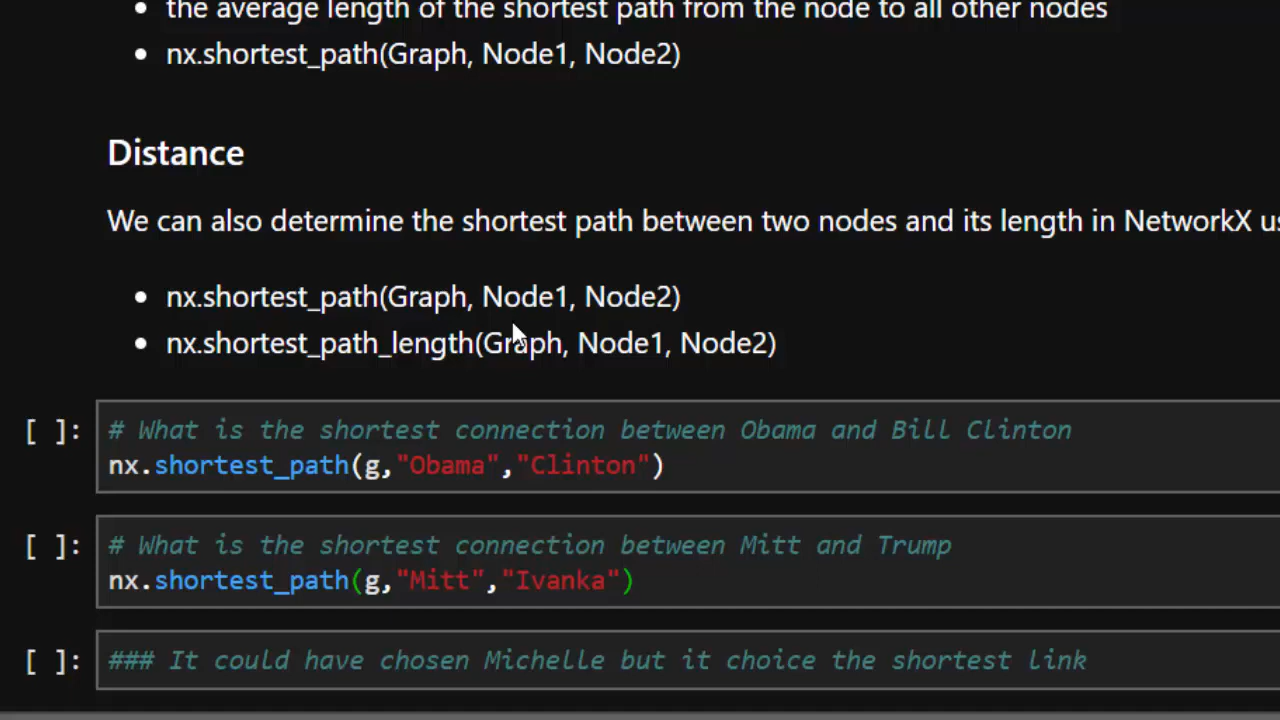 • the average length of the shortest path from the node to all other nodes
• nx.shortest_path(Graph, Node1, Node2)
Distance
We can also determine the shortest path between two nodes and its length in NetworkX
• nx.shortest_path(Graph, Node1, Node2)
• nx.shortest_path_length(Graph, Node1, Node2)
[ ]: # What is the shortest connection between Obama and Bill Clinton
nx.shortest_path(g,"Obama","Clinton")
[ ]: # What is the shortest connection between Mitt and Trump
nx.shortest_path(g,"Mitt","Ivanka")
[ ]: ### It could have chosen Michelle but it choice the shortest link